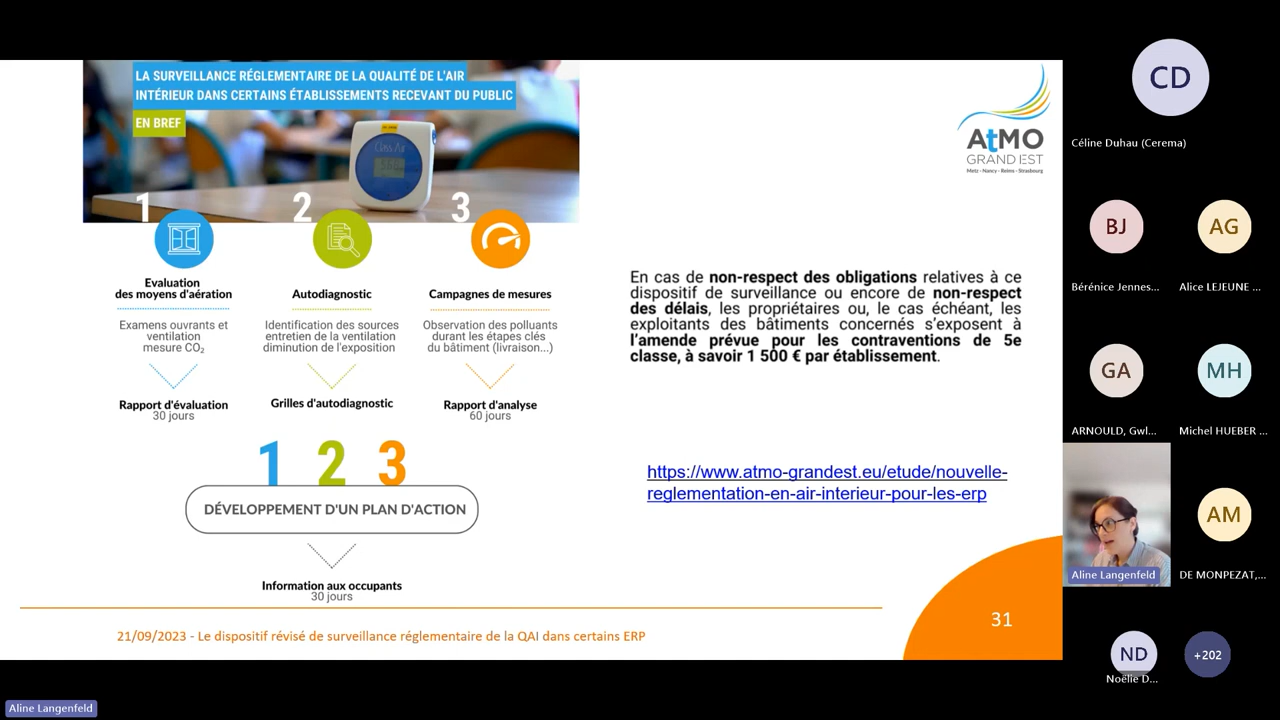 LA SURVEILLANCE RÉGLEMENTAIRE DE LA QUALITÉ DE L'AIR
INTÉRIEUR DANS CERTAINS ÉTABLISSEMENTS RECEVANT DU PUBLIC
EN BREF
Class'Air
1
2
3
Evaluation
des moyens d'aération
Examens ouvrants et
ventilation
mesure CO₂
Rapport d'évaluation
30 jours
Autodiagnostic
Identification des sources
entretien de la ventilation
diminution de l'exposition
Grilles d'autodiagnostic
Campagnes de mesures
Observation des polluants
durant les étapes clés
du bâtiment (livraison...)
Rapport d'analyse
60 jours
1 2 3
DÉVELOPPEMENT D'UN PLAN D'ACTION
Information aux occupants
30 jours
AtMO
GRAND EST
Metz - Nancy - Reims - Strasbourg
En cas de non-respect des obligations relatives à ce
dispositif de surveillance ou encore de non-respect
des délais, les propriétaires ou, le cas échéant, les
exploitants des bâtiments concernés s'exposent à
l'amende prévue pour les contraventions de 5e
classe, à savoir 1 500 € par établissement.
https://www.atmo-grandest.eu/etude/nouvelle-
reglementation-en-air-interieur-pour-les-erp
21/09/2023 - Le dispositif révisé de surveillance réglementaire de la QAI dans certains ERP
31
CD
Céline Duhau (Cerema)
BJ
Bérénice Jennes...
AG
Alice LEJEUNE ...
GA
ARNOULD, Gwl...
MH
Michel HUEBER ...
Aline Langenfeld
AM
DE MONPEZAT,...
ND
Noëlie D...
+202
Aline Langenfeld